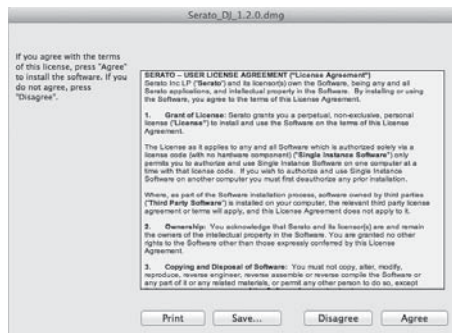 Serato_DJ_1.2.0.dmg
If you agree with the terms
of this license, press "Agree"
to install the software. If you
do not agree, press
"Disagree".
SERATO – USER LICENSE AGREEMENT ("License Agreement")
Serato Inc LP ("Serato") and its licensor(s) own the Software, being any and all
Serato applications, and intellectual property in the Software. By installing or using
the Software, you agree to the terms of this License Agreement.
1. Grant of License: Serato grants you a perpetual, non-exclusive, personal
license ("License") to install and use the Software on the terms of this License
Agreement.
The License as it applies to any and all Software which is authorized solely via a
license code (with no hardware component) ("Single Instance Software") only
permits you to authorize and use Single Instance Software on one computer at a
time with that license code. If you wish to authorize and use Single Instance
Software on another computer you must first deauthorize any prior installation.
Where, as part of the Software installation process, software owned by third parties
("Third Party Software") is installed on your computer, the relevant third party license
agreement or terms will apply, and this License Agreement does not apply to it.
2. Ownership: You acknowledge that Serato and its licensor(s) are and remain
the owners of the intellectual property in the Software. You are granted no other
rights to the Software other than those expressly conferred by this License
Agreement.
3. Copying and Disposal of Software: You must not copy, alter, modify,
reproduce, reverse engineer, reverse assemble or reverse compile the Software or
any part of it or any related materials, or permit any other person to do so, except
Print Save... Disagree Agree